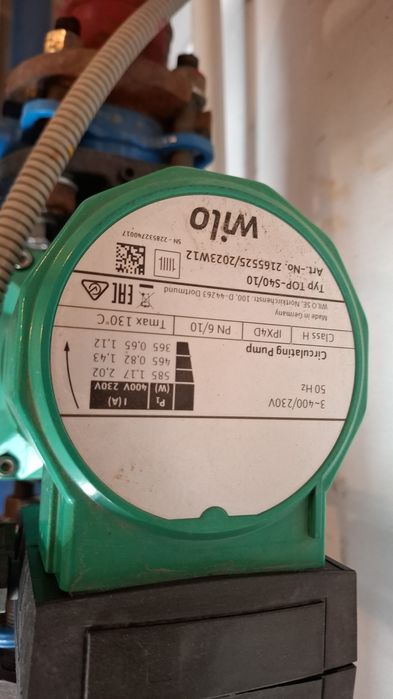 wilo
SN - 22853274D017
Art.-No. 2165525/2023W12
Typ TOP-S40/10
WILO SE, Nortkirchenstr. 100, D-44263 Dortmund
Made in Germany
EAC
Class H IPX4D PN 6/10 Tmax 130°C
Circulating Pump
50 Hz
3~400/230V
P1 I (A)
(W) 400V 230V
585 1.17 2,02
465 0.82 1.43
365 0.65 1.12